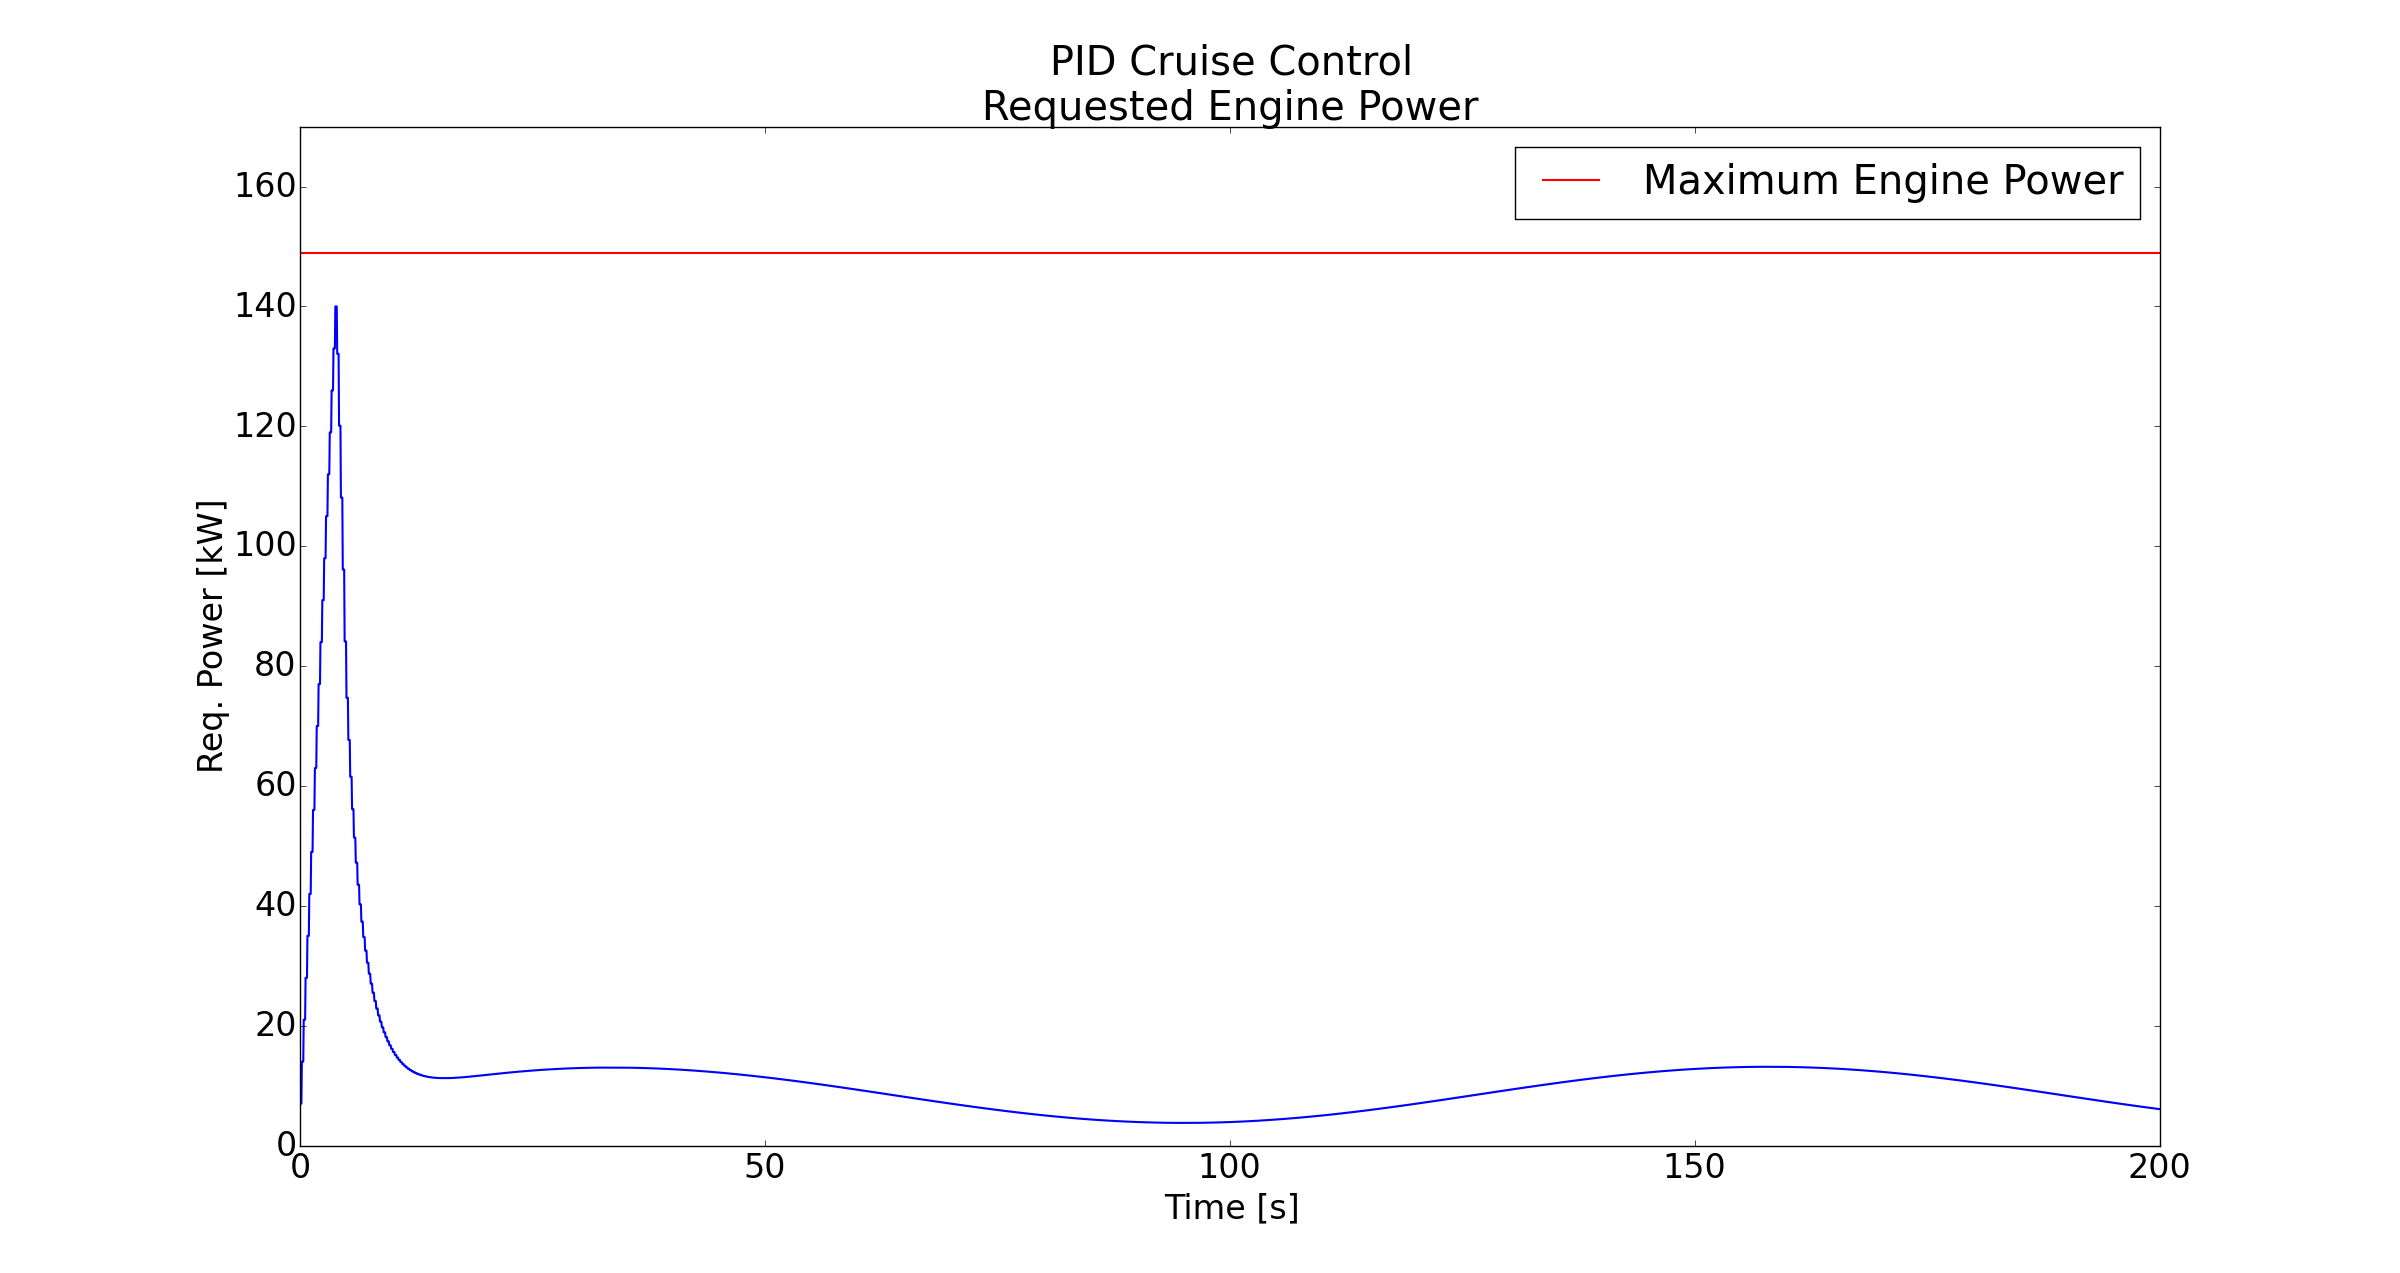 PID Cruise Control
Requested Engine Power
Maximum Engine Power
160
140
120
100
80
60
40
20
0
Req. Power [kW]
0 50 100 150 200
Time [s]